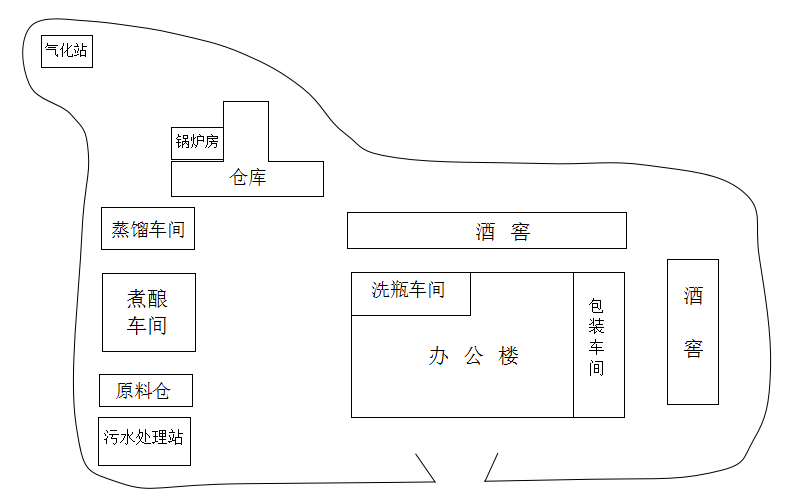 气化站
锅炉房
仓库
蒸馏车间
酒 窖
煮酿
车间
洗瓶车间
包
装
车
间
酒
窖
办 公 楼
原料仓
污水处理站